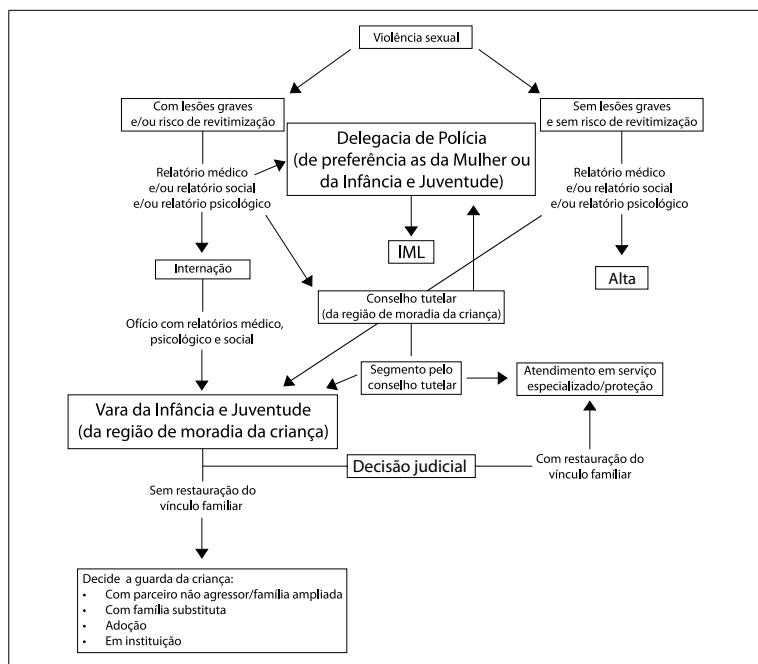 Violência sexual
Com lesões graves
e/ou risco de revitimização
Sem lesões graves
e sem risco de revitimização
Delegacia de Polícia
(de preferência as da Mulher ou
da Infância e Juventude)
Relatório médico
e/ou relatório social
e/ou relatório psicológico
Relatório médico
e/ou relatório social
e/ou relatório psicológico
IML
Internação
Alta
Conselho tutelar
(da região de moradia da criança)
Ofício com relatórios médico,
psicológico e social
Segmento pelo
conselho tutelar
Atendimento em serviço
especializado/proteção
Vara da Infância e Juventude
(da região de moradia da criança)
Decisão judicial
Com restauração do
vínculo famíliar
Sem restauração do
vínculo familiar
Decide a guarda da criança:
• Com parceiro não agressor/família ampliada
• Com família substituta
• Adoção
• Em instituição